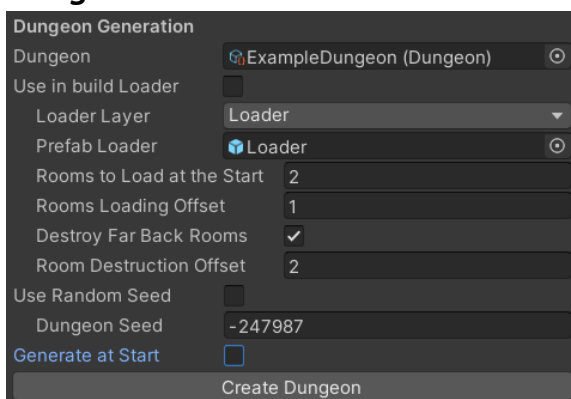 Dungeon Generation
Dungeon ExampleDungeon (Dungeon)
Use in build Loader
Loader Layer Loader
Prefab Loader Loader
Rooms to Load at the Start 2
Rooms Loading Offset 1
Destroy Far Back Rooms
Room Destruction Offset 2
Use Random Seed
Dungeon Seed -247987
Generate at Start
Create Dungeon